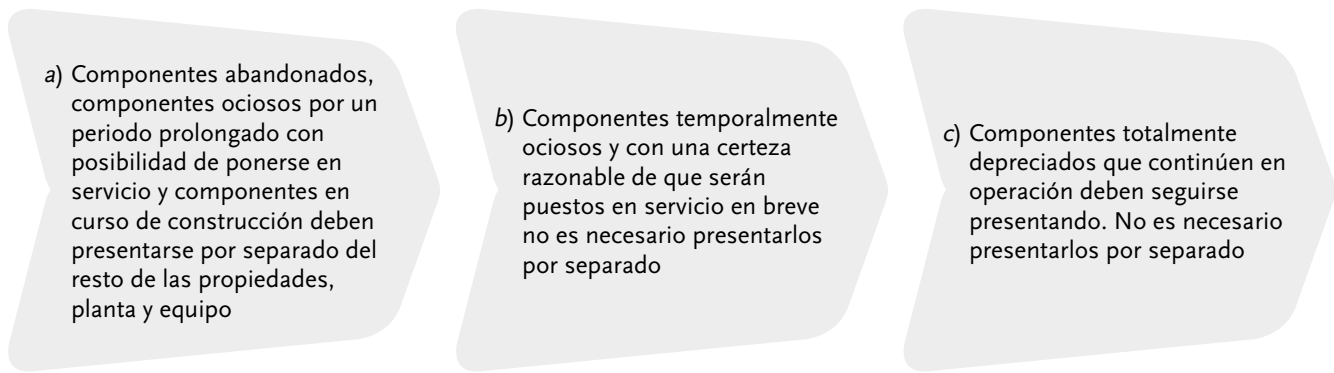 a) Componentes abandonados,
componentes ociosos por un
periodo prolongado con
posibilidad de ponerse en
servicio y componentes en
curso de construcción deben
presentarse por separado del
resto de las propiedades,
planta y equipo
b) Componentes temporalmente
ociosos y con una certeza
razonable de que serán
puestos en servicio en breve
no es necesario presentarlos
por separado
c) Componentes totalmente
depreciados que continúen en
operación deben seguirse
presentando. No es necesario
presentarlos por separado